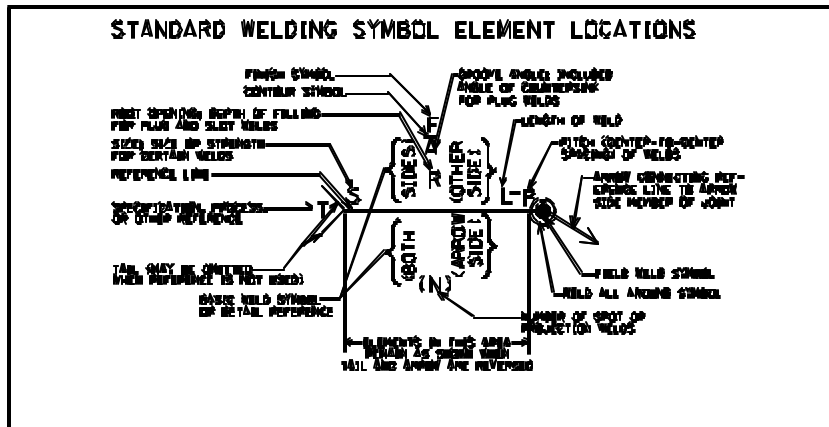 STANDARD WELDING SYMBOL ELEMENT LOCATIONS
FINISH SYMBOL
CONTOUR SYMBOL
ROOT OPENING; DEPTH OF FILLING
FOR PLUG AND SLOT WELDS
SIZE; SIZE OR STRENGTH
FOR CERTAIN WELDS
REFERENCE LINE
SPECIFICATION, PROCESS,
OR OTHER REFERENCE
TAIL (MAY BE OMITTED
WHEN REFERENCE IS NOT USED)
BASIC WELD SYMBOL
OR DETAIL REFERENCE
GROOVE ANGLE; INCLUDED
ANGLE OF COUNTERSINK
FOR PLUG WELDS
LENGTH OF WELD
PITCH (CENTER-TO-CENTER
SPACING) OF WELDS
ARROW CONNECTING REF-
ERENCE LINE TO ARROW
SIDE MEMBER OF JOINT
FIELD WELD SYMBOL
WELD ALL AROUND SYMBOL
NUMBER OF SPOT OR
PROJECTION WELDS
F
A
R
S
T
L-P
(N)
(BOTH SIDES)
(OTHER SIDE)
(ARROW SIDE)
ELEMENTS IN THIS AREA
REMAIN AS SHOWN WHEN
TAIL AND ARROW ARE REVERSED